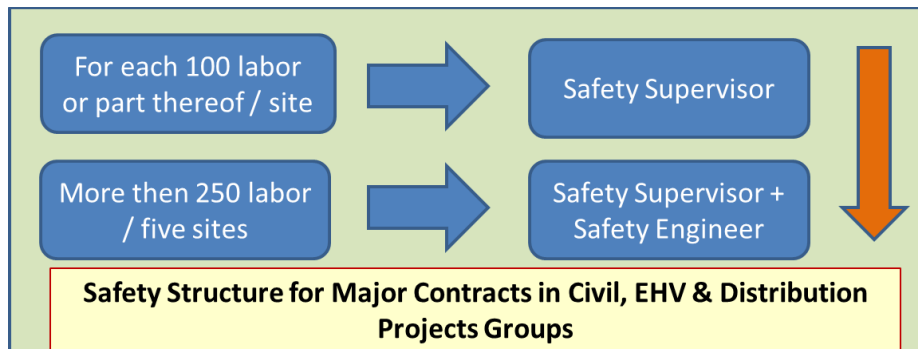 For each 100 labor
or part thereof / site
Safety Supervisor
More then 250 labor
/ five sites
Safety Supervisor +
Safety Engineer
Safety Structure for Major Contracts in Civil, EHV & Distribution
Projects Groups